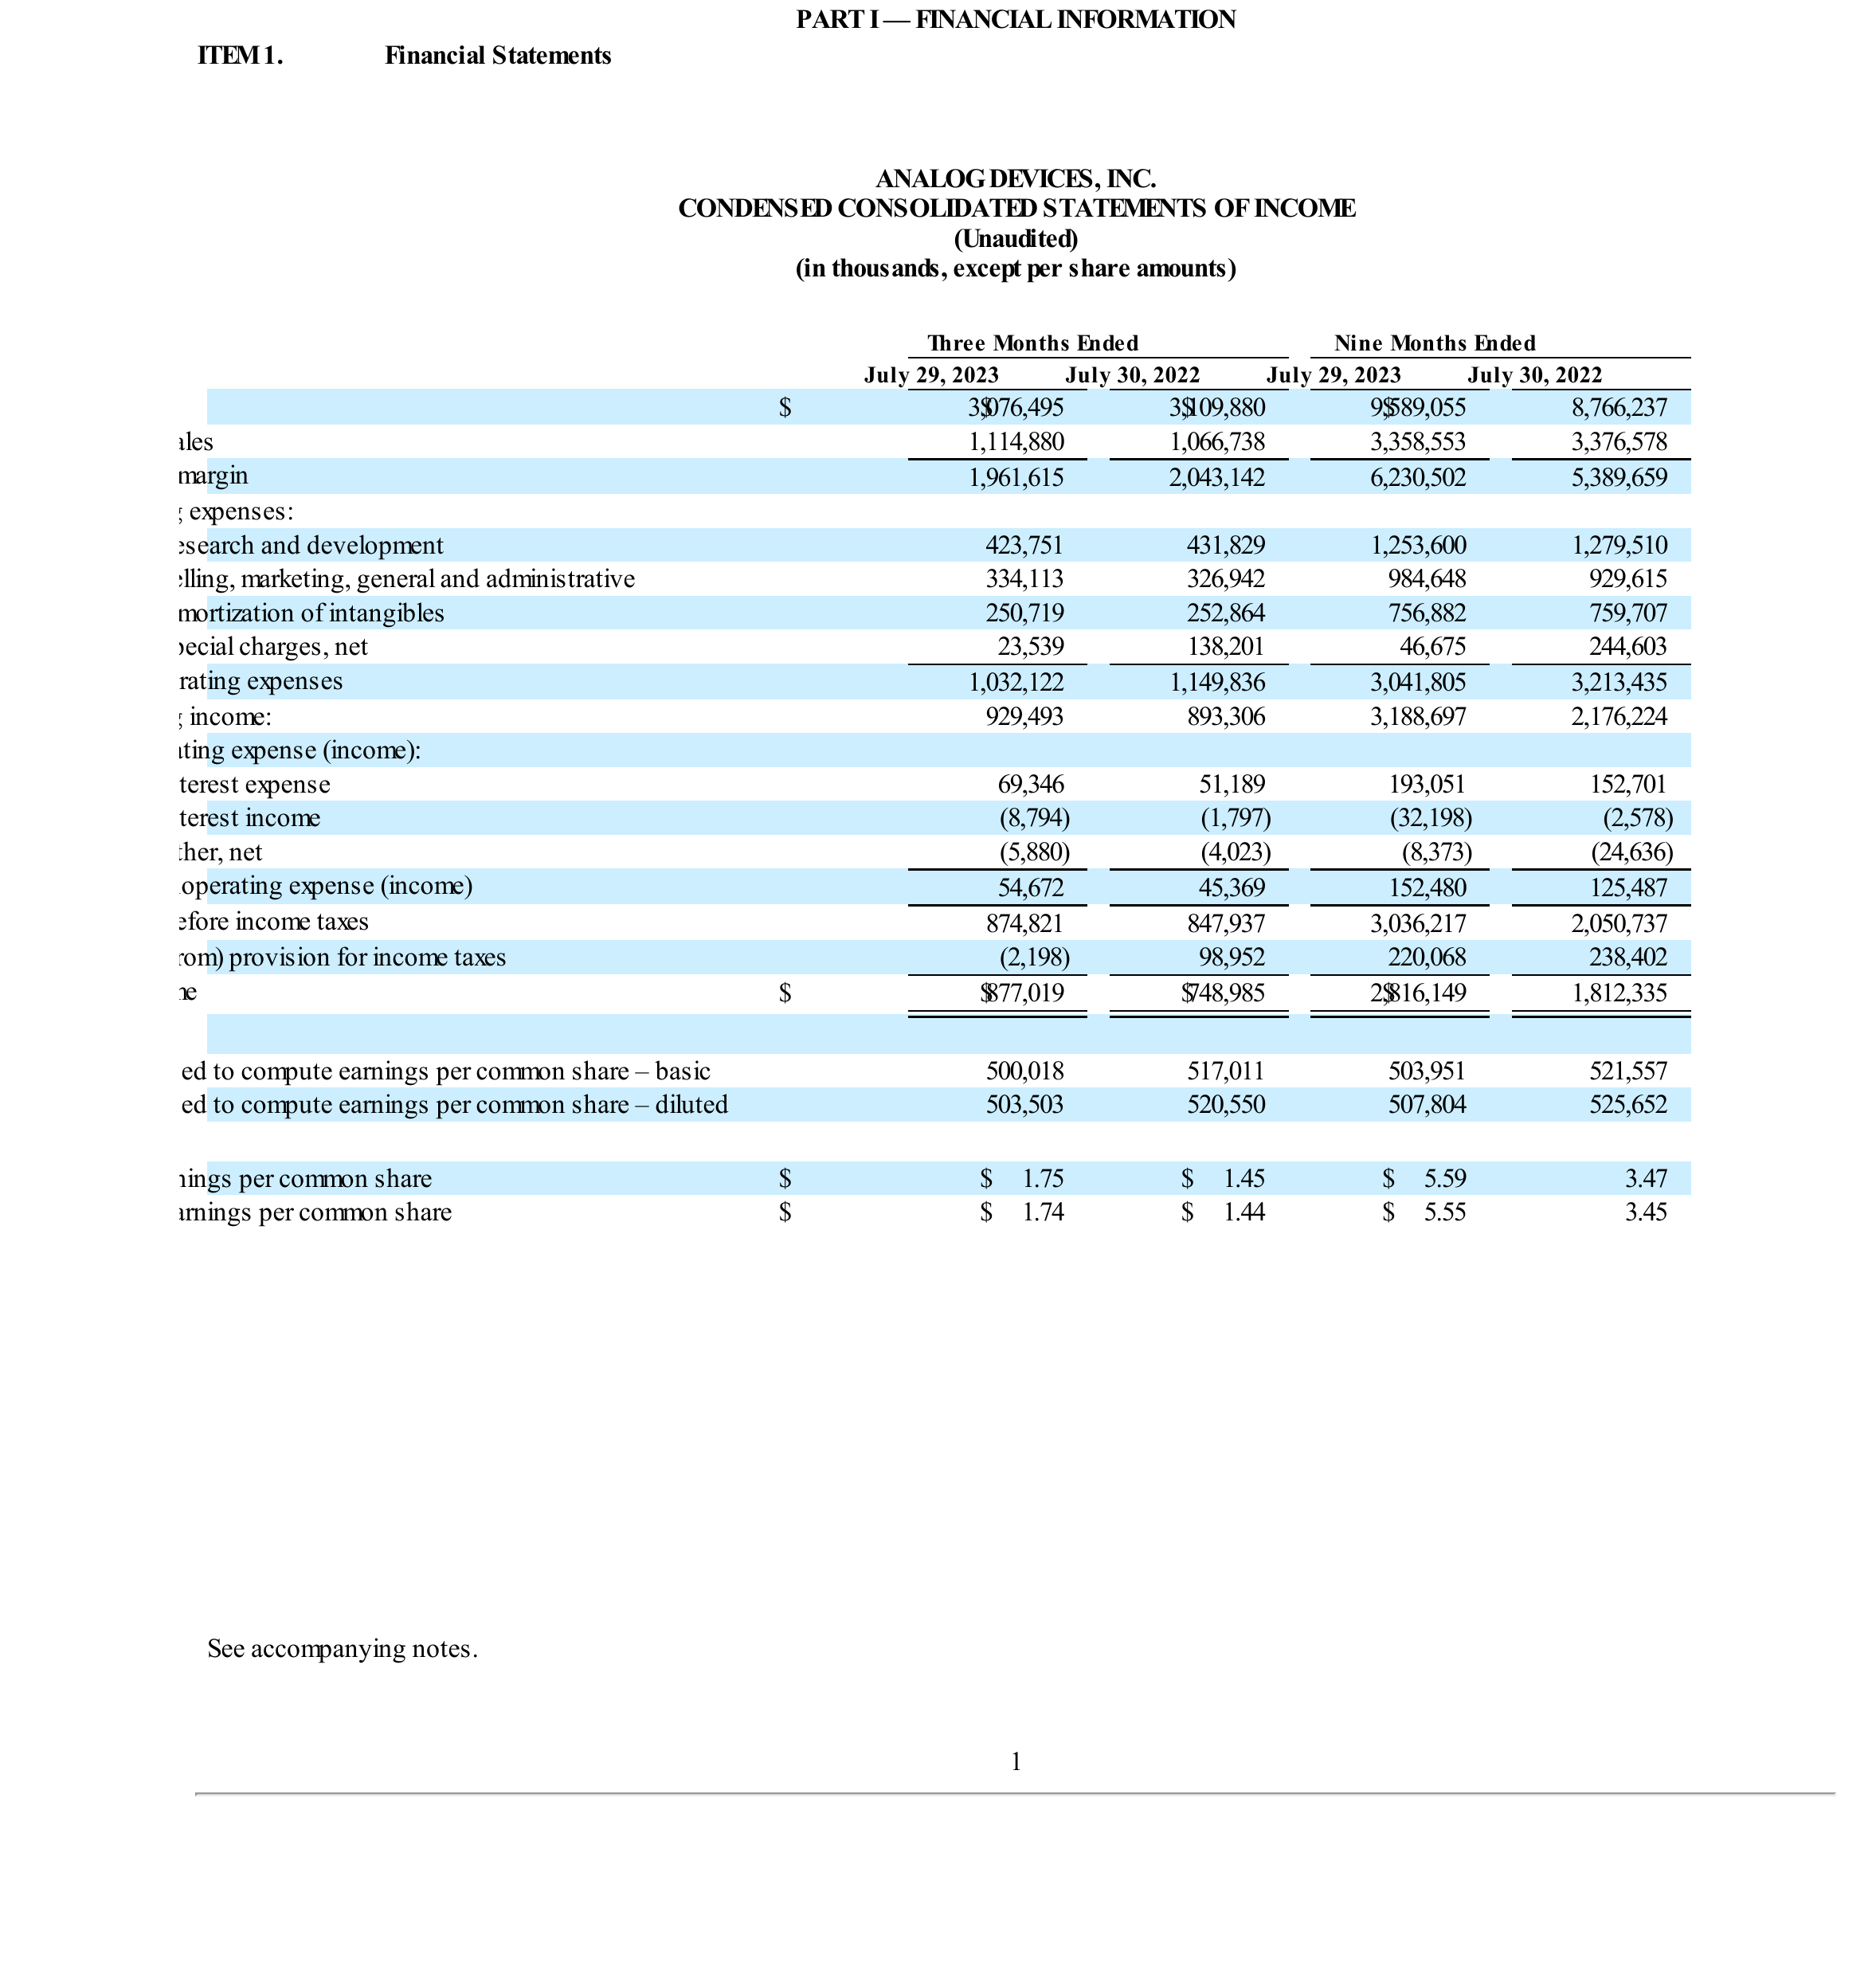 PART I — FINANCIAL INFORMATION
ITEM 1. Financial Statements
ANALOG DEVICES, INC.
CONDENSED CONSOLIDATED STATEMENTS OF INCOME
(Unaudited)
(in thousands, except per share amounts)
Three Months Ended Nine Months Ended
July 29, 2023 July 30, 2022 July 29, 2023 July 30, 2022
$ 3,076,495 $ 3,109,880 $ 9,589,055 $ 8,766,237
ales 1,114,880 1,066,738 3,358,553 3,376,578
margin 1,961,615 2,043,142 6,230,502 5,389,659
expenses:
esearch and development 423,751 431,829 1,253,600 1,279,510
elling, marketing, general and administrative 334,113 326,942 984,648 929,615
mortization of intangibles 250,719 252,864 756,882 759,707
pecial charges, net 23,539 138,201 46,675 244,603
rating expenses 1,032,122 1,149,836 3,041,805 3,213,435
income: 929,493 893,306 3,188,697 2,176,224
ating expense (income):
terest expense 69,346 51,189 193,051 152,701
terest income (8,794) (1,797) (32,198) (2,578)
ther, net (5,880) (4,023) (8,373) (24,636)
operating expense (income) 54,672 45,369 152,480 125,487
efore income taxes 874,821 847,937 3,036,217 2,050,737
rom) provision for income taxes (2,198) 98,952 220,068 238,402
ne $ 877,019 $ 748,985 $ 2,816,149 $ 1,812,335
ed to compute earnings per common share – basic 500,018 517,011 503,951 521,557
ed to compute earnings per common share – diluted 503,503 520,550 507,804 525,652
nings per common share $ 1.75 $ 1.45 $ 5.59 $ 3.47
arnings per common share $ 1.74 $ 1.44 $ 5.55 $ 3.45
See accompanying notes.
1